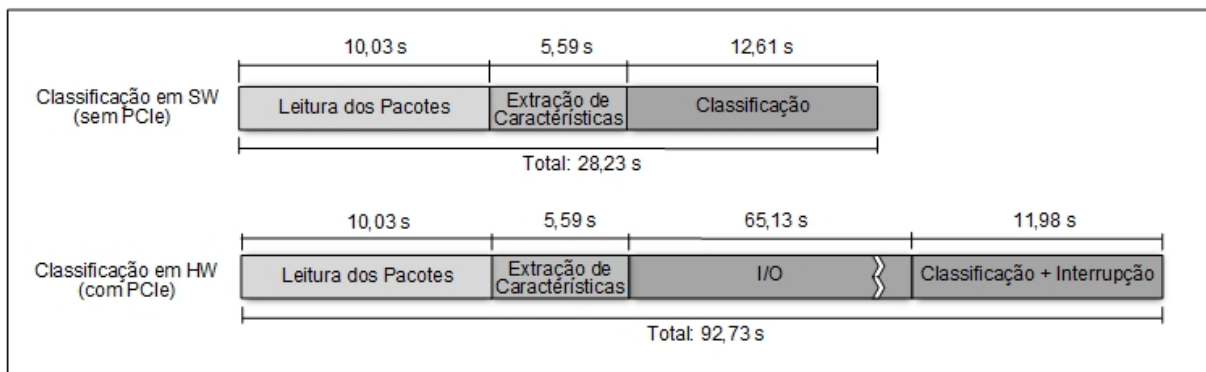 10,03 s 5,59 s 12,61 s
Classificação em SW
(sem PCIe)
Leitura dos Pacotes
Extração de
Características
Classificação
Total: 28,23 s
10,03 s 5,59 s 65,13 s 11,98 s
Classificação em HW
(com PCIe)
Leitura dos Pacotes
Extração de
Características
I/O
Classificação + Interrupção
Total: 92,73 s